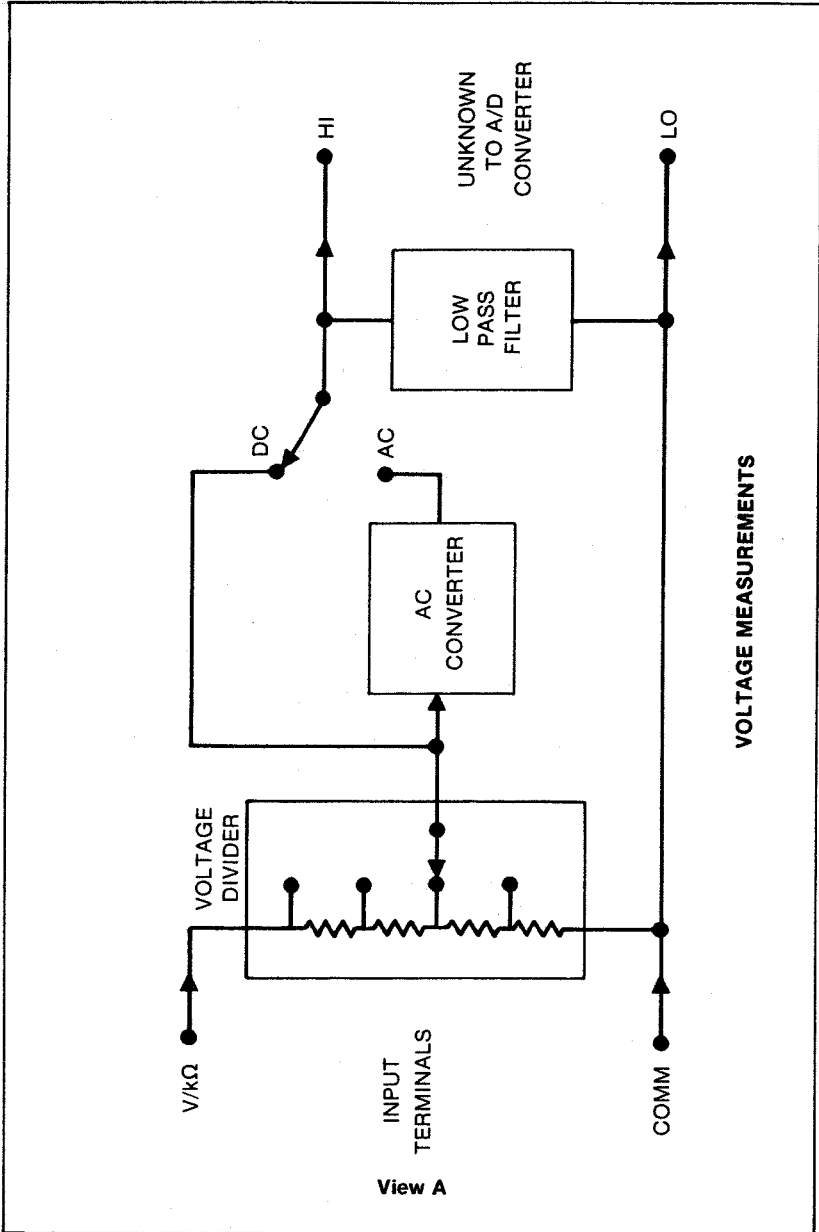 V/kΩ
INPUT
TERMINALS
COMM
VOLTAGE
DIVIDER
AC
CONVERTER
DC
AC
LOW
PASS
FILTER
HI
UNKNOWN
TO A/D
CONVERTER
LO
VOLTAGE MEASUREMENTS
View A